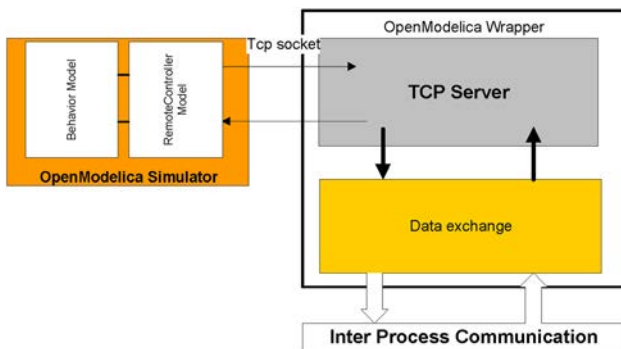 OpenModelica Wrapper
Tcp socket
Behavior Model
RemoteController
Model
TCP Server
OpenModelica Simulator
Data exchange
Inter Process Communication